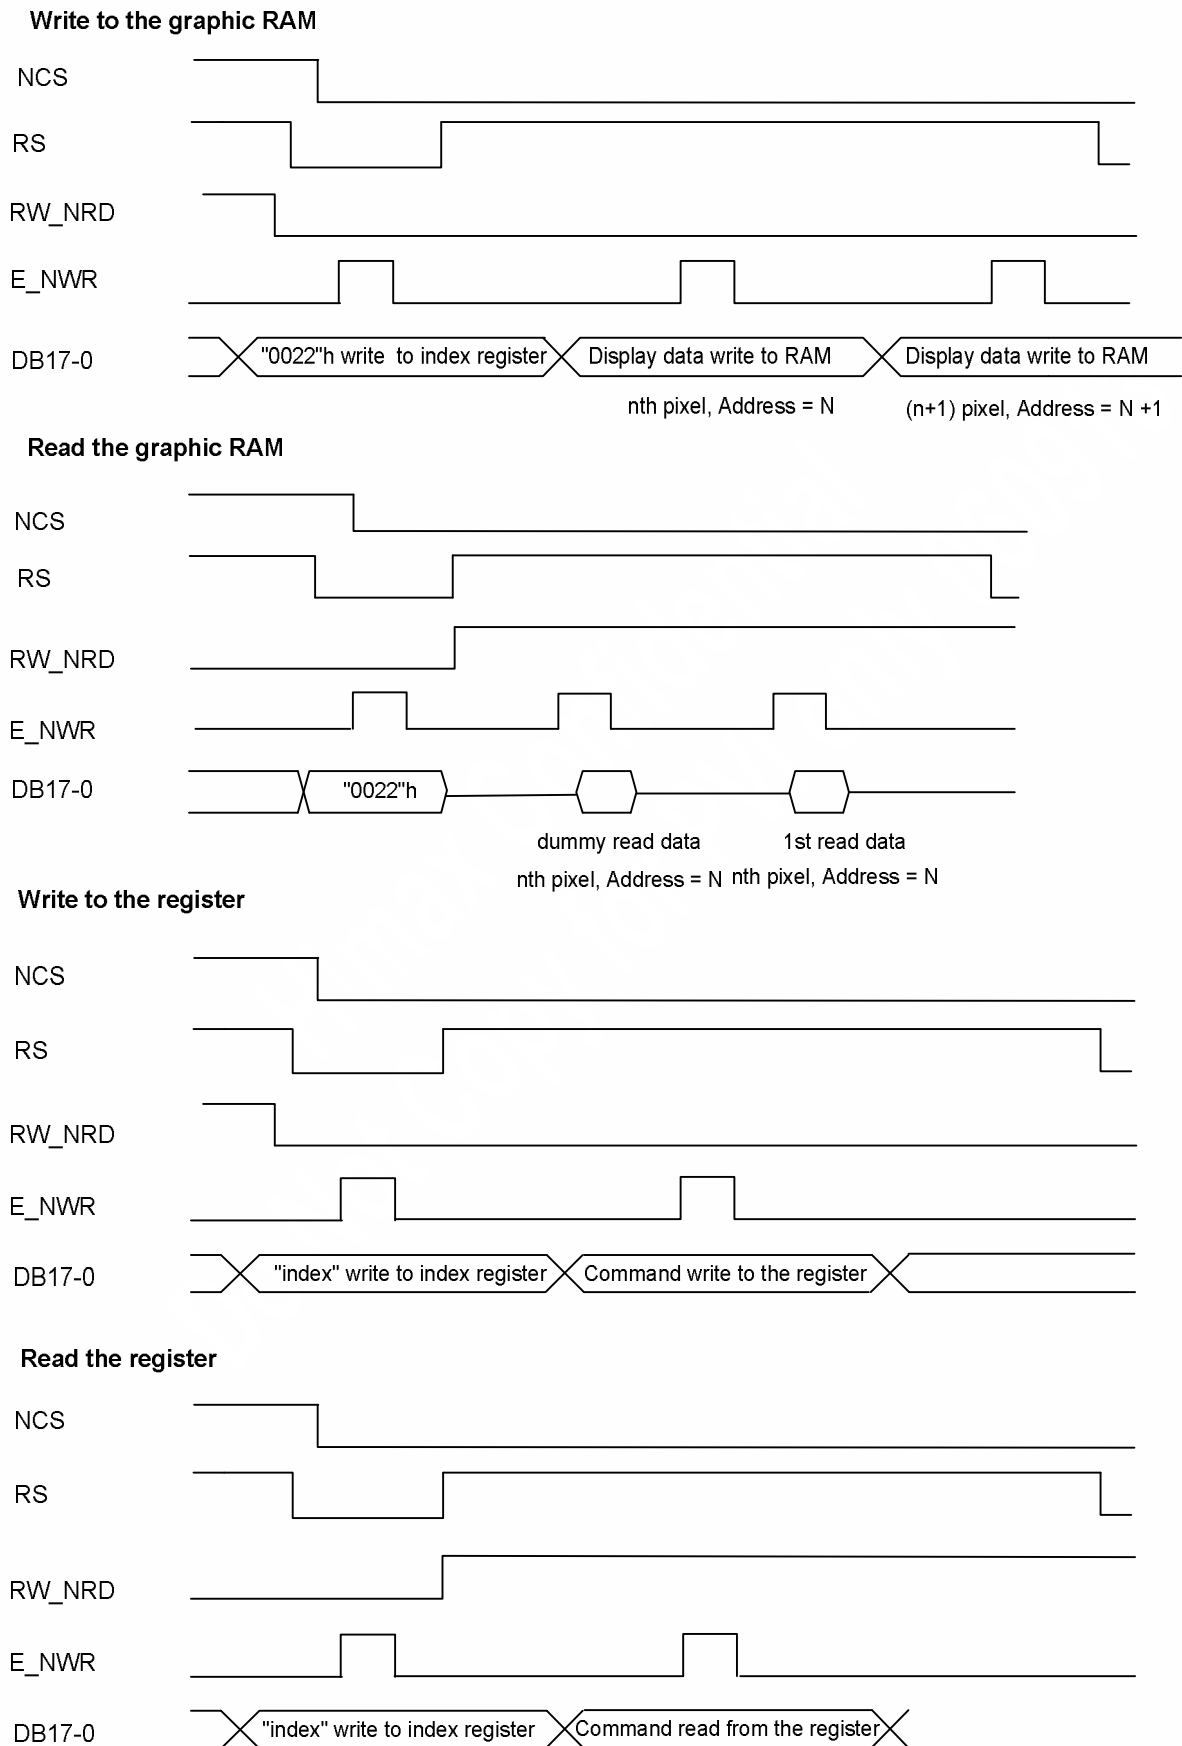 Write to the graphic RAM
NCS
RS
RW_NRD
E_NWR
DB17-0
"0022"h write to index register
Display data write to RAM
Display data write to RAM
nth pixel, Address = N
(n+1) pixel, Address = N +1
Read the graphic RAM
NCS
RS
RW_NRD
E_NWR
DB17-0
"0022"h
dummy read data
1st read data
nth pixel, Address = N
nth pixel, Address = N
Write to the register
NCS
RS
RW_NRD
E_NWR
DB17-0
"index" write to index register
Command write to the register
Read the register
NCS
RS
RW_NRD
E_NWR
DB17-0
"index" write to index register
Command read from the register